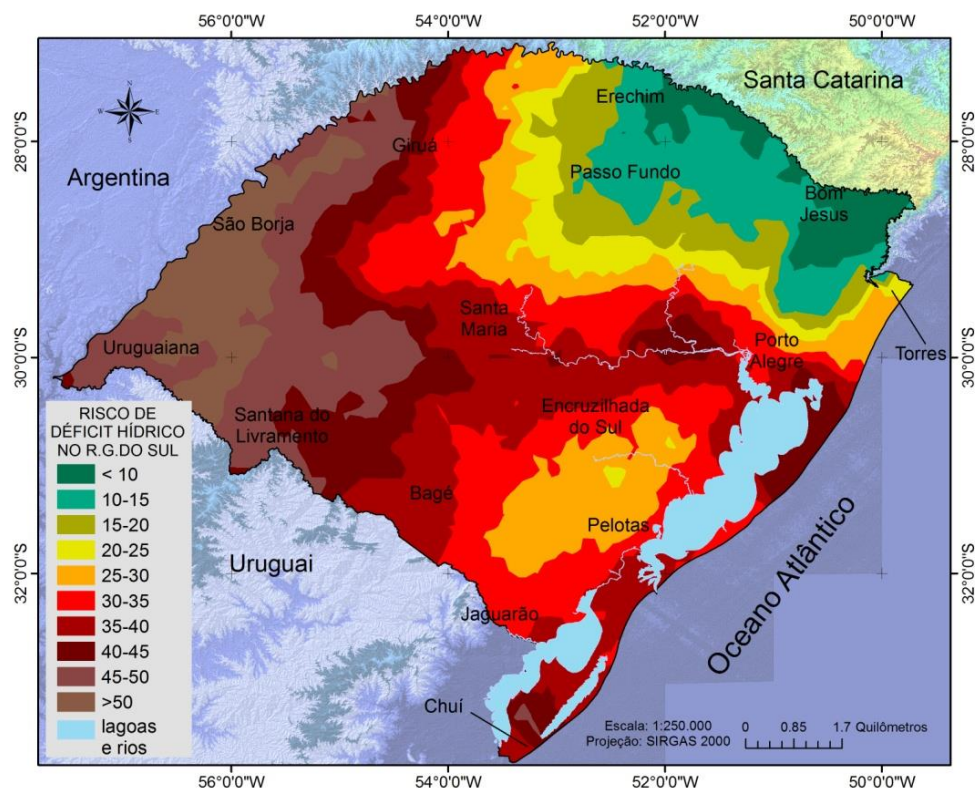 56°0'0"W
54°0'0"W
52°0'0"W
50°0'0"W
Santa Catarina
Erechim
28°0'0"S
28°0'0"S
Giruá
Argentina
Passo Fundo
Bom
Jesus
São Borja
Santa
Maria
Uruguaiana
Porto
Alegre
Torres
30°0'0"S
30°0'0"S
RISCO DE
DÉFICIT HÍDRICO
NO R.G.DO SUL
< 10
10-15
15-20
20-25
25-30
30-35
35-40
40-45
45-50
>50
lagoas
e rios
Santana do
Livramento
Encruzilhada
do Sul
Bagé
Pelotas
Uruguai
Oceano Atlântico
32°0'0"S
32°0'0"S
Jaguarão
Chuí
Escala: 1:250.000
Projeção: SIRGAS 2000
0 0.85 1.7 Quilômetros
56°0'0"W
54°0'0"W
52°0'0"W
50°0'0"W
N
W
E
S